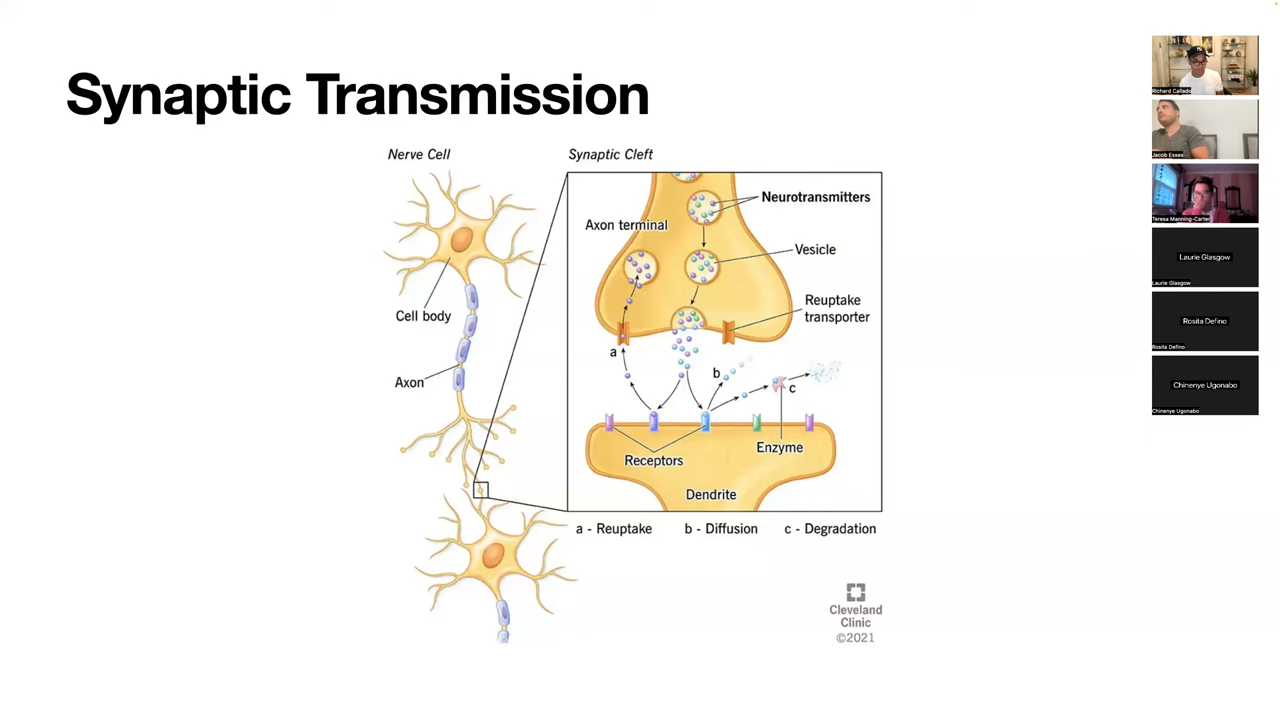 Synaptic Transmission
Nerve Cell
Synaptic Cleft
Neurotransmitters
Axon terminal
Vesicle
Reuptake
transporter
Cell body
a
b
c
Axon
Receptors
Enzyme
Dendrite
a - Reuptake b - Diffusion c - Degradation
Cleveland
Clinic
©2021
Richard Callado
Jacob Esses
Teresa Manning-Carter
Laurie Glasgow
Laurie Glasgow
Rosita Defino
Rosita Defino
Chinenye Ugonabo
Chinenye Ugonabo